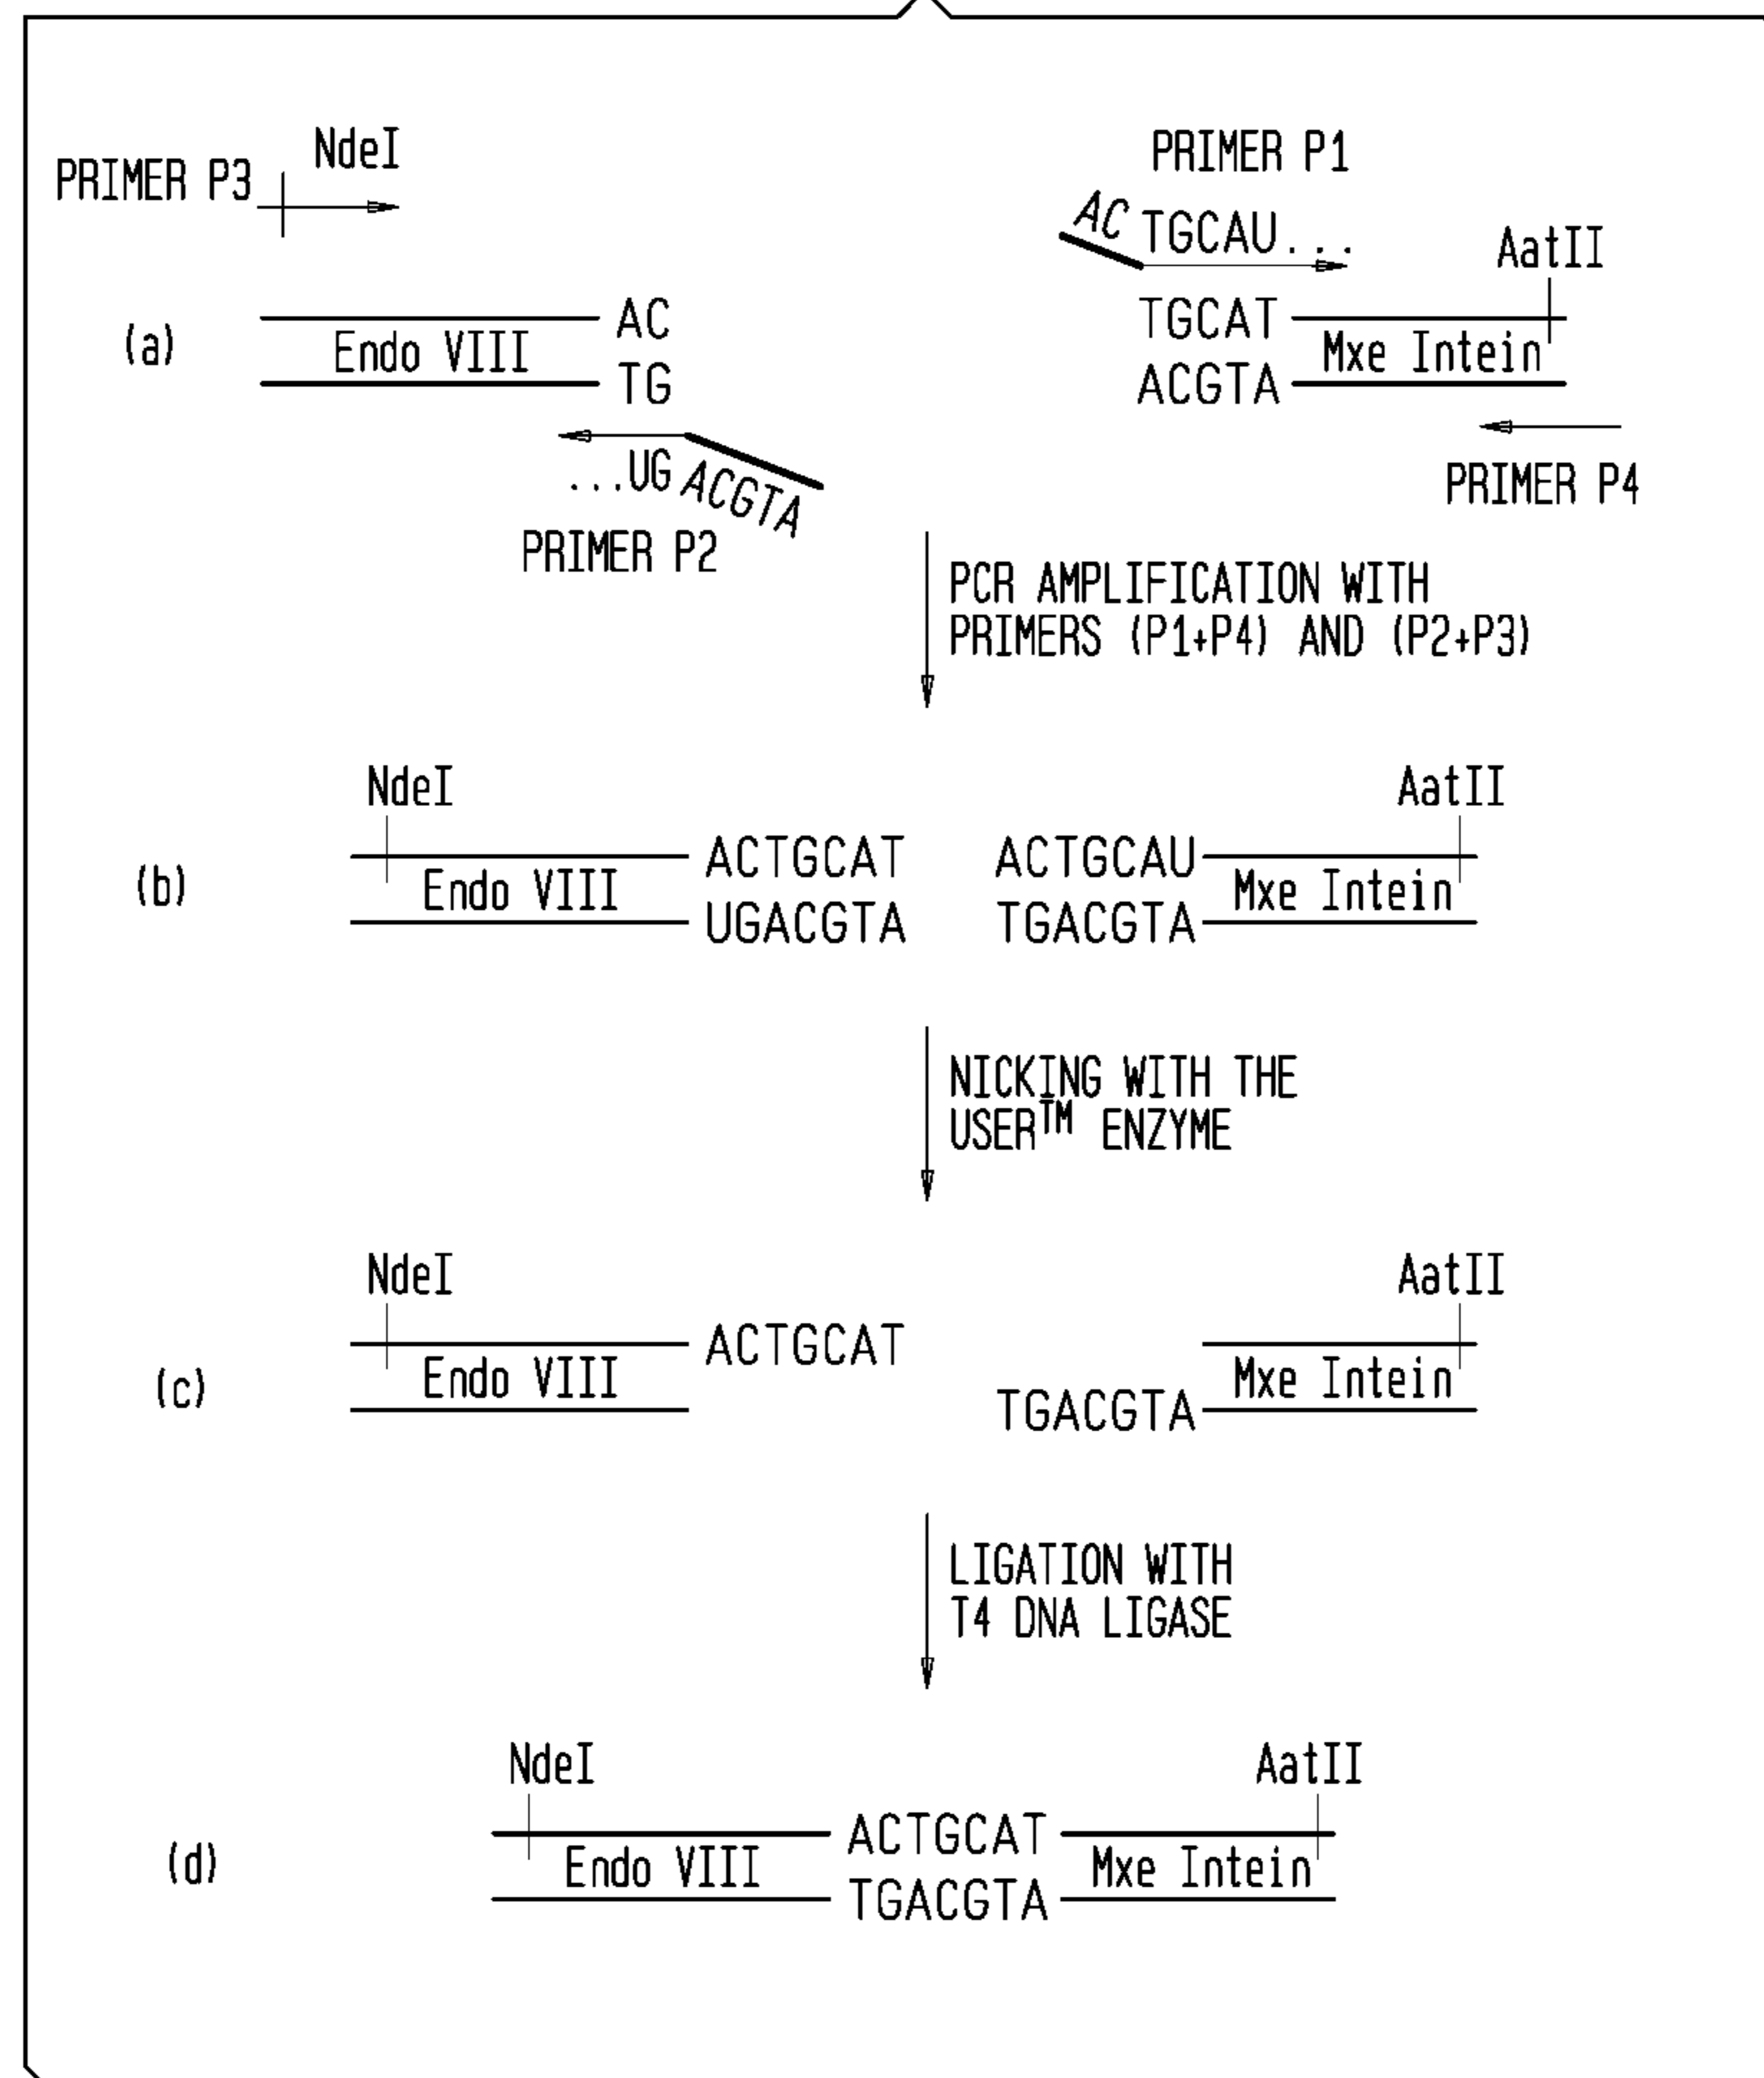 PRIMER P3
NdeI
PRIMER P1
AC TGCAU...
AatII
(a)
AC
Endo VIII
TG
TGCAT
Mxe Intein
ACGTA
...UG ACGTA
PRIMER P2
PRIMER P4
PCR AMPLIFICATION WITH
PRIMERS (P1+P4) AND (P2+P3)
NdeI
AatII
(b)
ACTGCAT
Endo VIII
UGACGTA
ACTGCAU
Mxe Intein
TGACGTA
NICKING WITH THE
USER™ ENZYME
NdeI
AatII
(c)
ACTGCAT
Endo VIII
Mxe Intein
TGACGTA
LIGATION WITH
T4 DNA LIGASE
NdeI
AatII
(d)
ACTGCAT
Endo VIII
Mxe Intein
TGACGTA